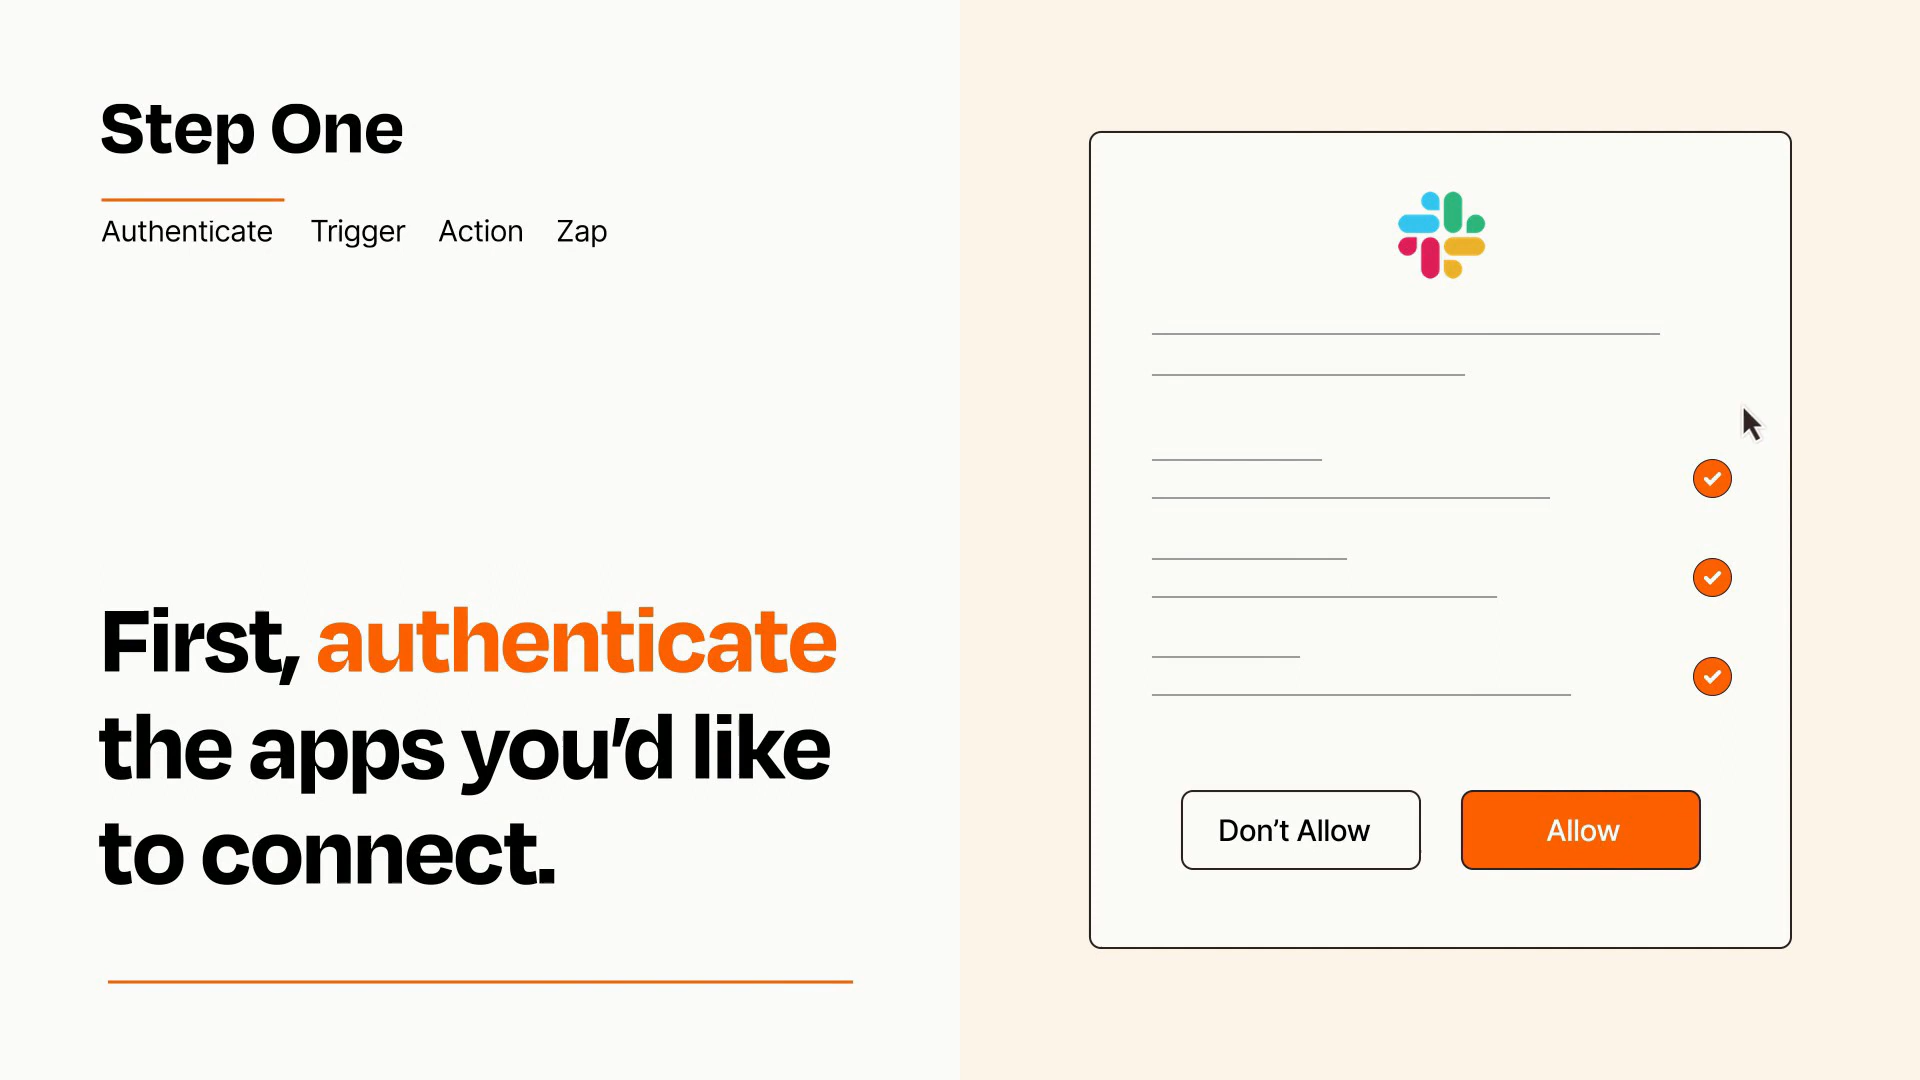 Step One
Authenticate Trigger Action Zap
First, authenticate
the apps you’d like
to connect.
Don’t Allow
Allow